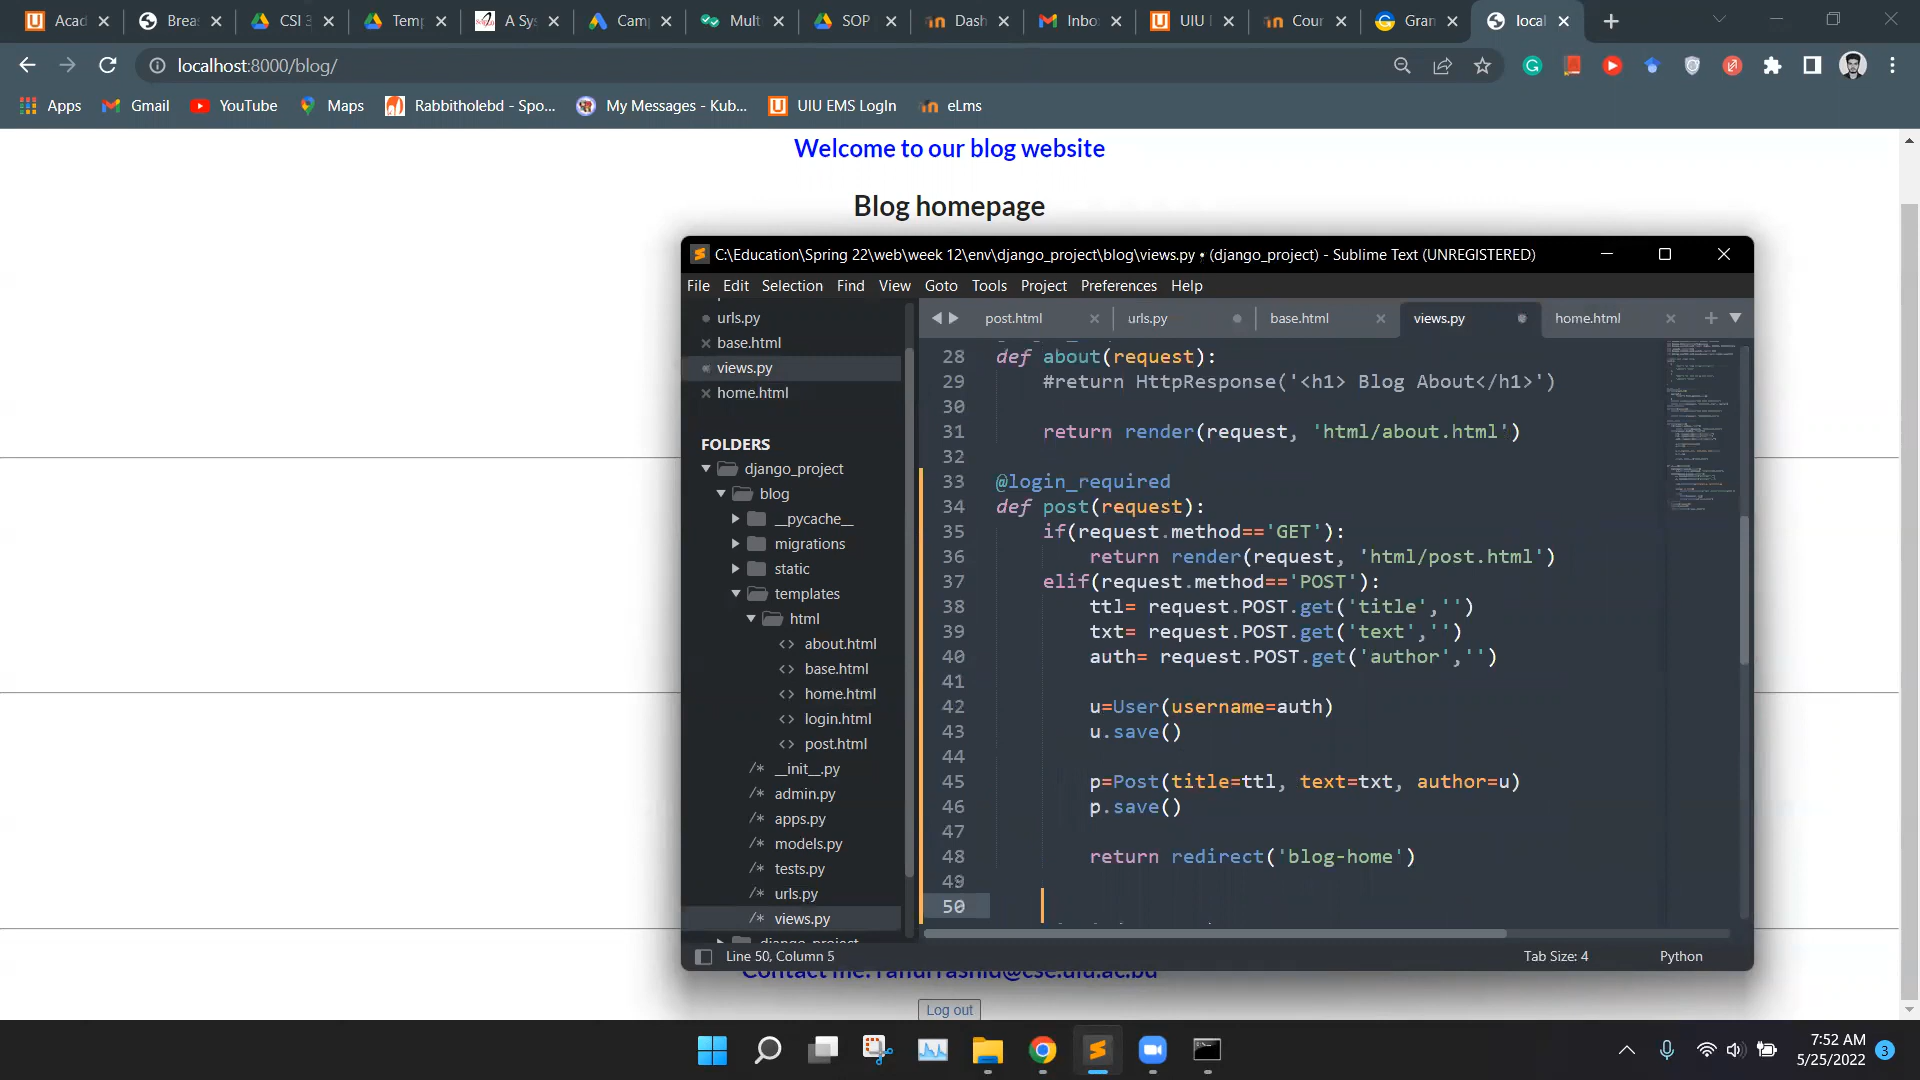 Acad
Breas
CSI 3
Temp
A Sys
Camp
Mult
SOP
Dash
Inbo
UIU
Cour
Gran
local
localhost:8000/blog/
Apps
Gmail
YouTube
Maps
Rabbitholebd - Spo...
My Messages - Kub...
UIU EMS LogIn
eLms
Welcome to our blog website
Blog homepage
C:\Education\Spring 22\web\week 12\env\django_project\blog\views.py • (django_project) - Sublime Text (UNREGISTERED)
File Edit Selection Find View Goto Tools Project Preferences Help
urls.py
base.html
views.py
home.html
FOLDERS
django_project
blog
__pycache__
migrations
static
templates
html
about.html
base.html
home.html
login.html
post.html
__init__.py
admin.py
apps.py
models.py
tests.py
urls.py
views.py
django_project
post.html
urls.py
base.html
views.py
home.html
28 def about(request):
29 #return HttpResponse('<h1> Blog About</h1>')
30
31 return render(request, 'html/about.html')
32
33 @login_required
34 def post(request):
35 if(request.method=='GET'):
36 return render(request, 'html/post.html')
37 elif(request.method=='POST'):
38 ttl= request.POST.get('title','')
39 txt= request.POST.get('text','')
40 auth= request.POST.get('author','')
41
42 u=User(username=auth)
43 u.save()
44
45 p=Post(title=ttl, text=txt, author=u)
46 p.save()
47
48 return redirect('blog-home')
49
50
Line 50, Column 5
Tab Size: 4
Python
Log out
7:52 AM
5/25/2022
3